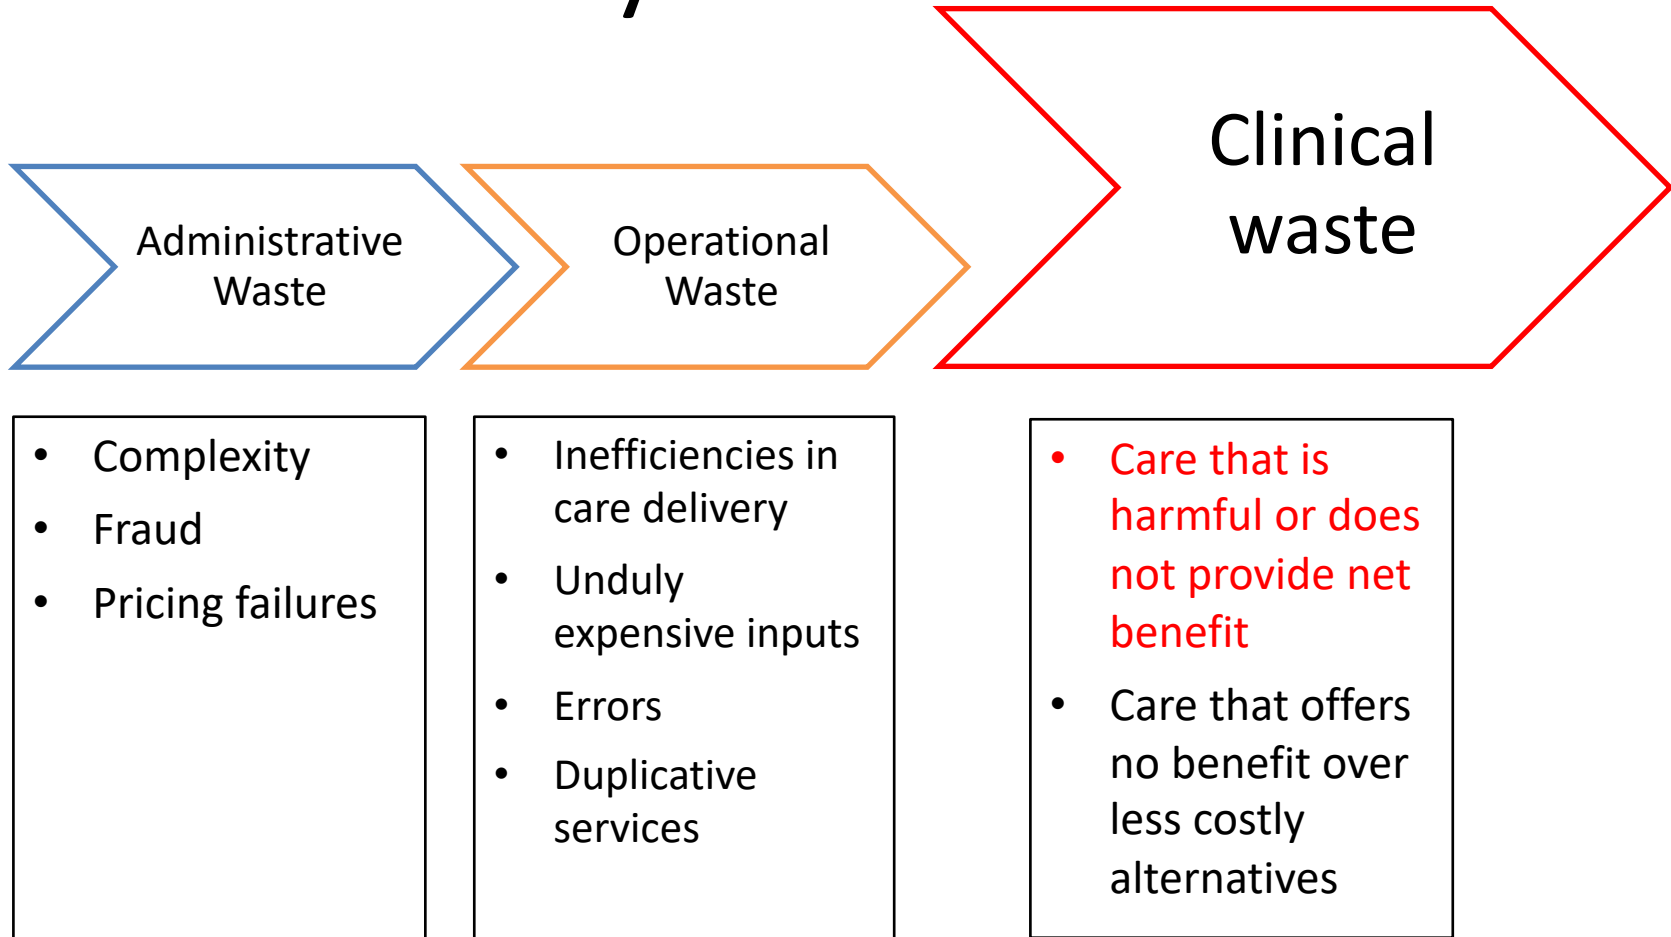 Administrative
Waste
Operational
Waste
Clinical
waste
• Complexity
• Fraud
• Pricing failures
• Inefficiencies in
care delivery
• Unduly
expensive inputs
• Errors
• Duplicative
services
• Care that is
harmful or does
not provide net
benefit
• Care that offers
no benefit over
less costly
alternatives